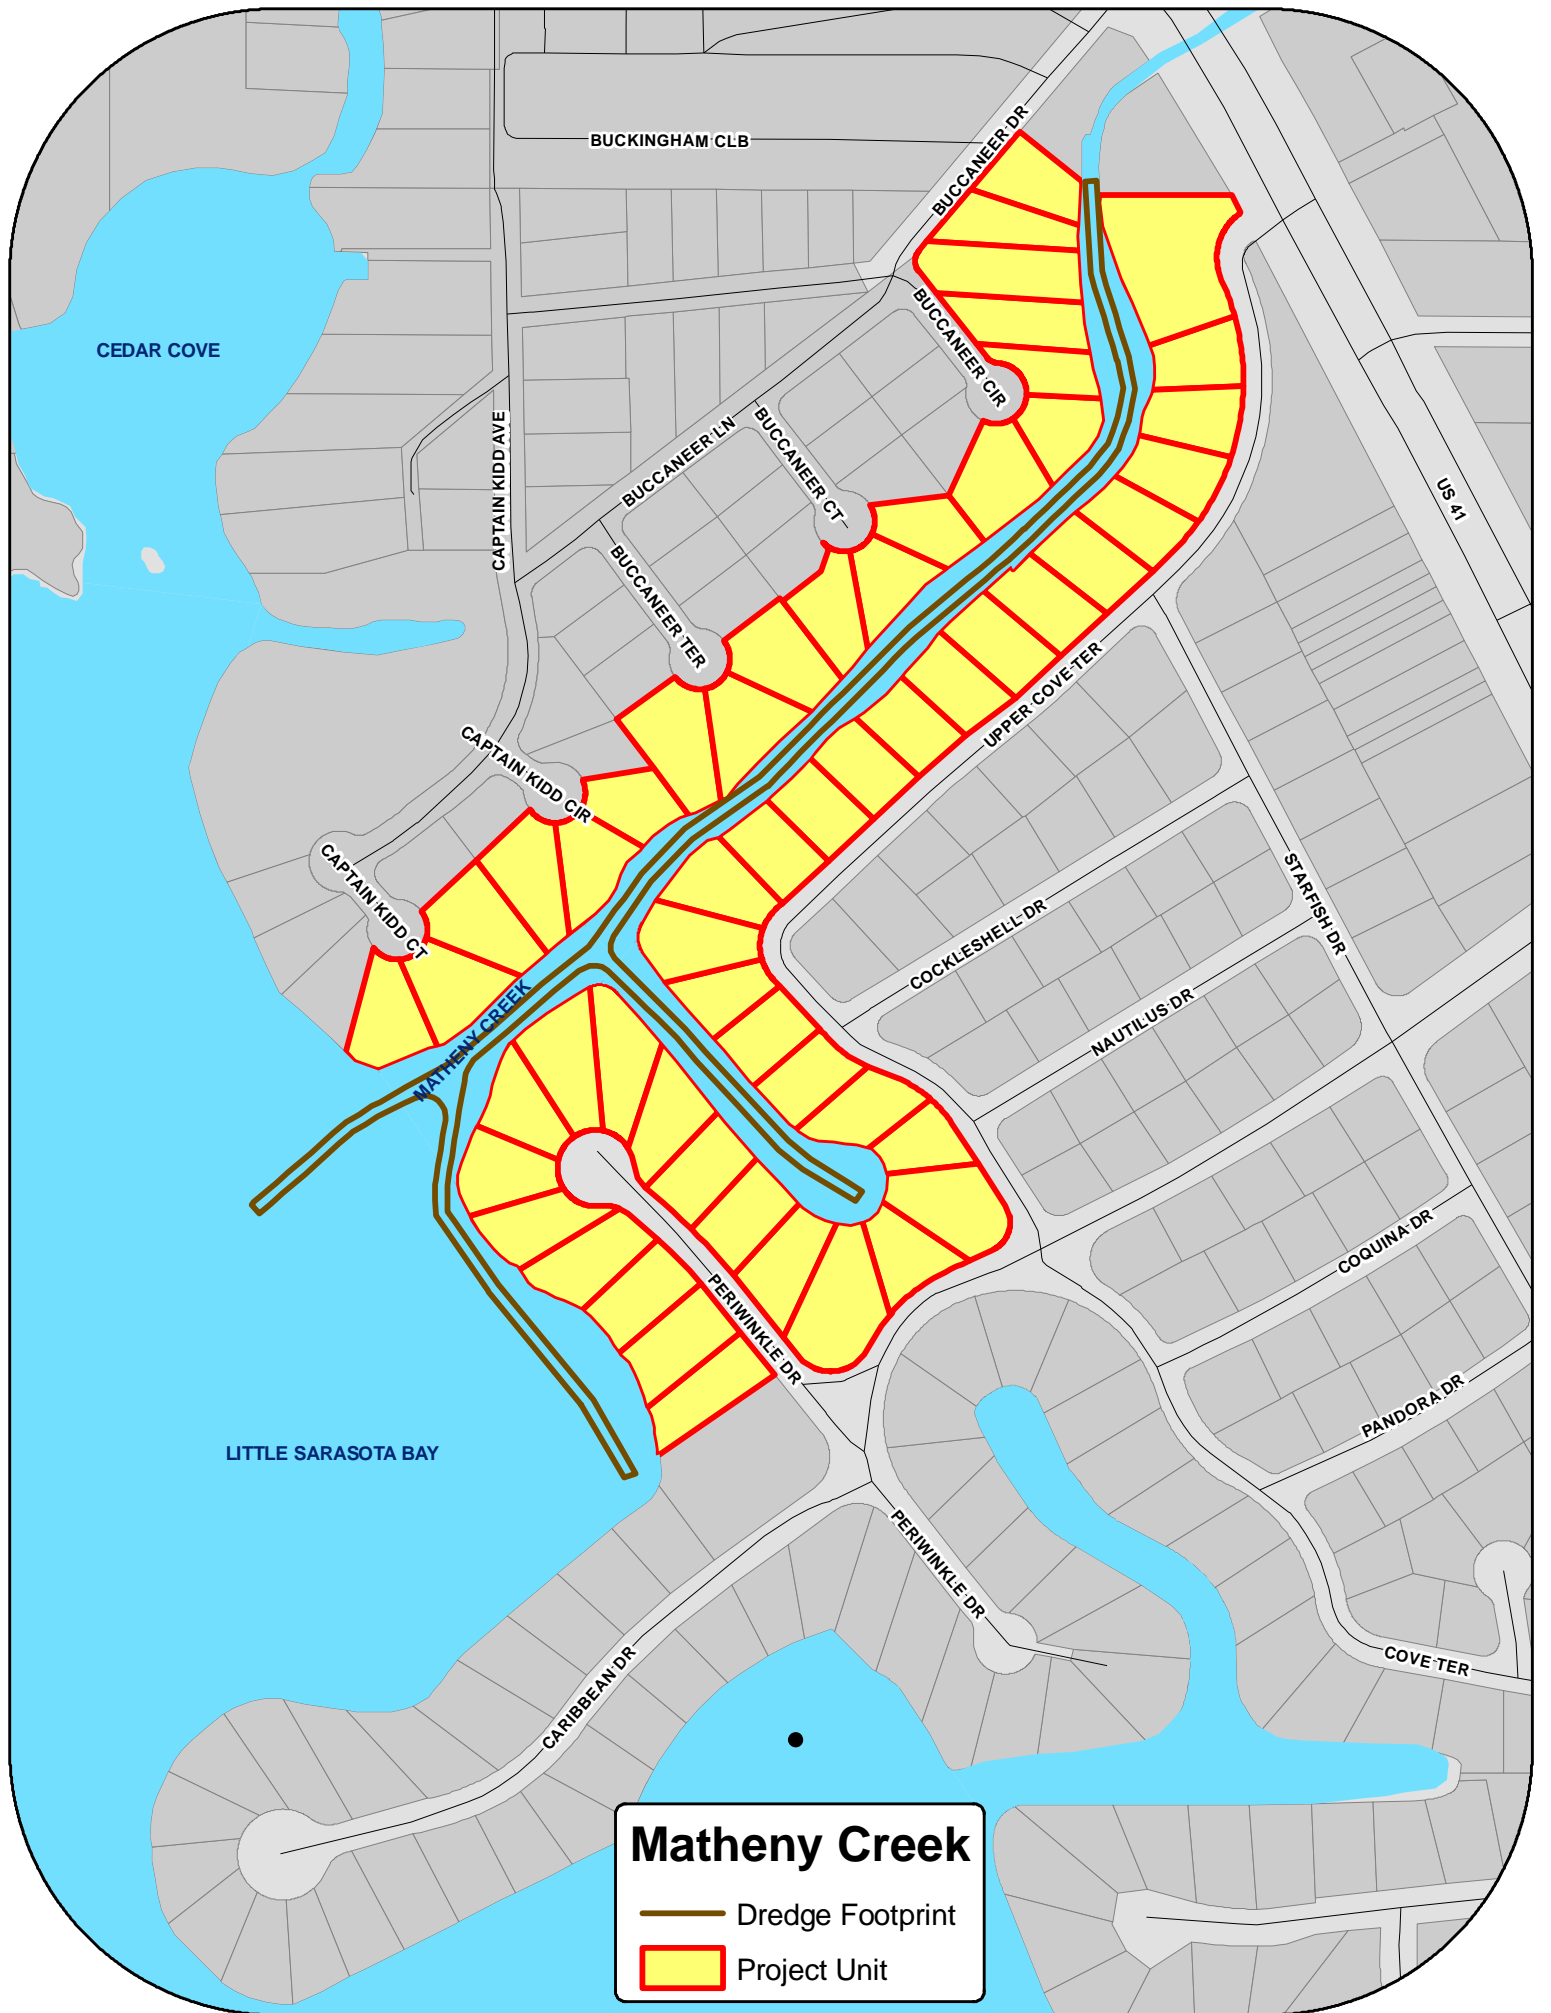 BUCKINGHAM CLB
BUCCANEER DR
CEDAR COVE
BUCCANEER CIR
CAPTAIN KIDD AVE
BUCCANEER LN
BUCCANEER CT
US 41
BUCCANEER TER
UPPER COVE TER
CAPTAIN KIDD CIR
CAPTAIN KIDD CT
STARFISH DR
COCKLESHELL DR
NAUTILUS DR
MATHENY CREEK
COQUINA DR
PERIWINKLE DR
PANDORA DR
LITTLE SARASOTA BAY
PERIWINKLE DR
COVE TER
CARIBBEAN DR
Matheny Creek
Dredge Footprint
Project Unit